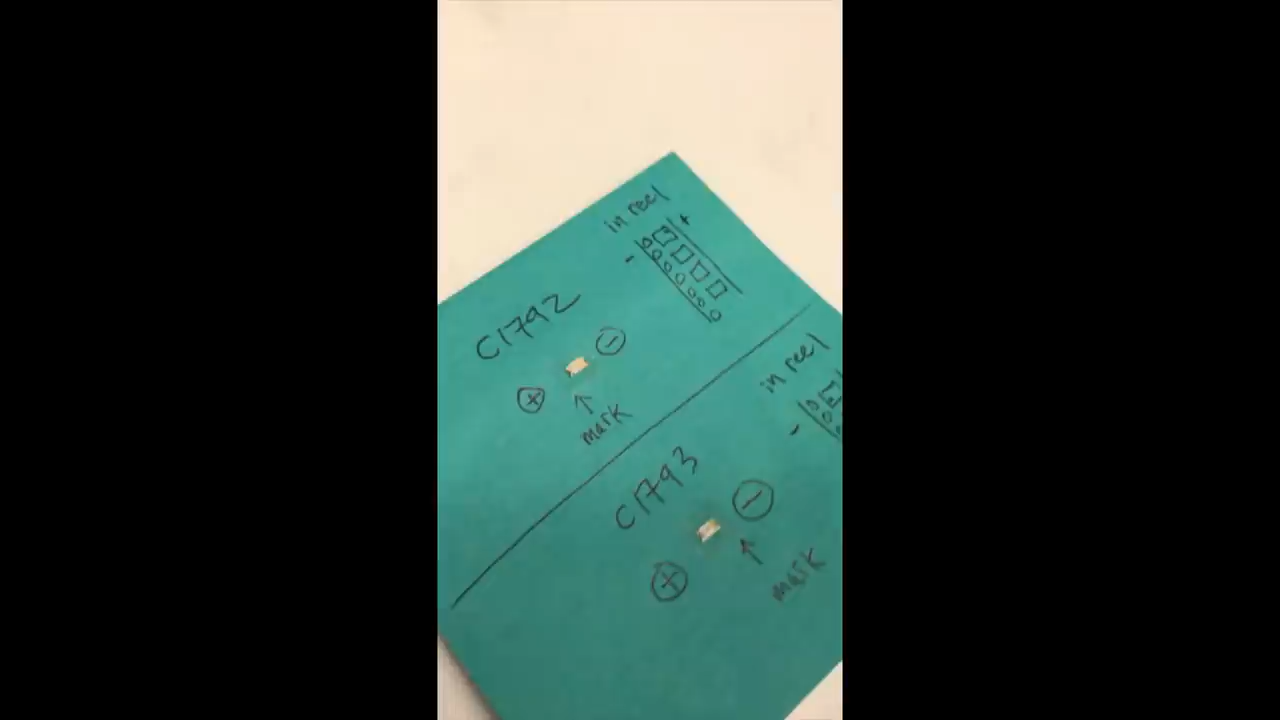 in reel
+
-
C1792
+ -
mark
in reel
-
C1793
+ -
mark